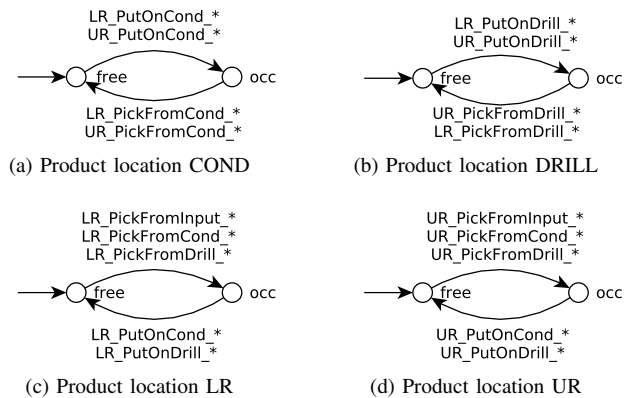 LR_PutOnCond_*
UR_PutOnCond_*
free
occ
LR_PickFromCond_*
UR_PickFromCond_*
(a) Product location COND
LR_PutOnDrill_*
UR_PutOnDrill_*
free
occ
UR_PickFromDrill_*
LR_PickFromDrill_*
(b) Product location DRILL
LR_PickFromInput_*
LR_PickFromCond_*
LR_PickFromDrill_*
free
occ
LR_PutOnCond_*
LR_PutOnDrill_*
(c) Product location LR
UR_PickFromInput_*
UR_PickFromCond_*
UR_PickFromDrill_*
free
occ
UR_PutOnCond_*
UR_PutOnDrill_*
(d) Product location UR